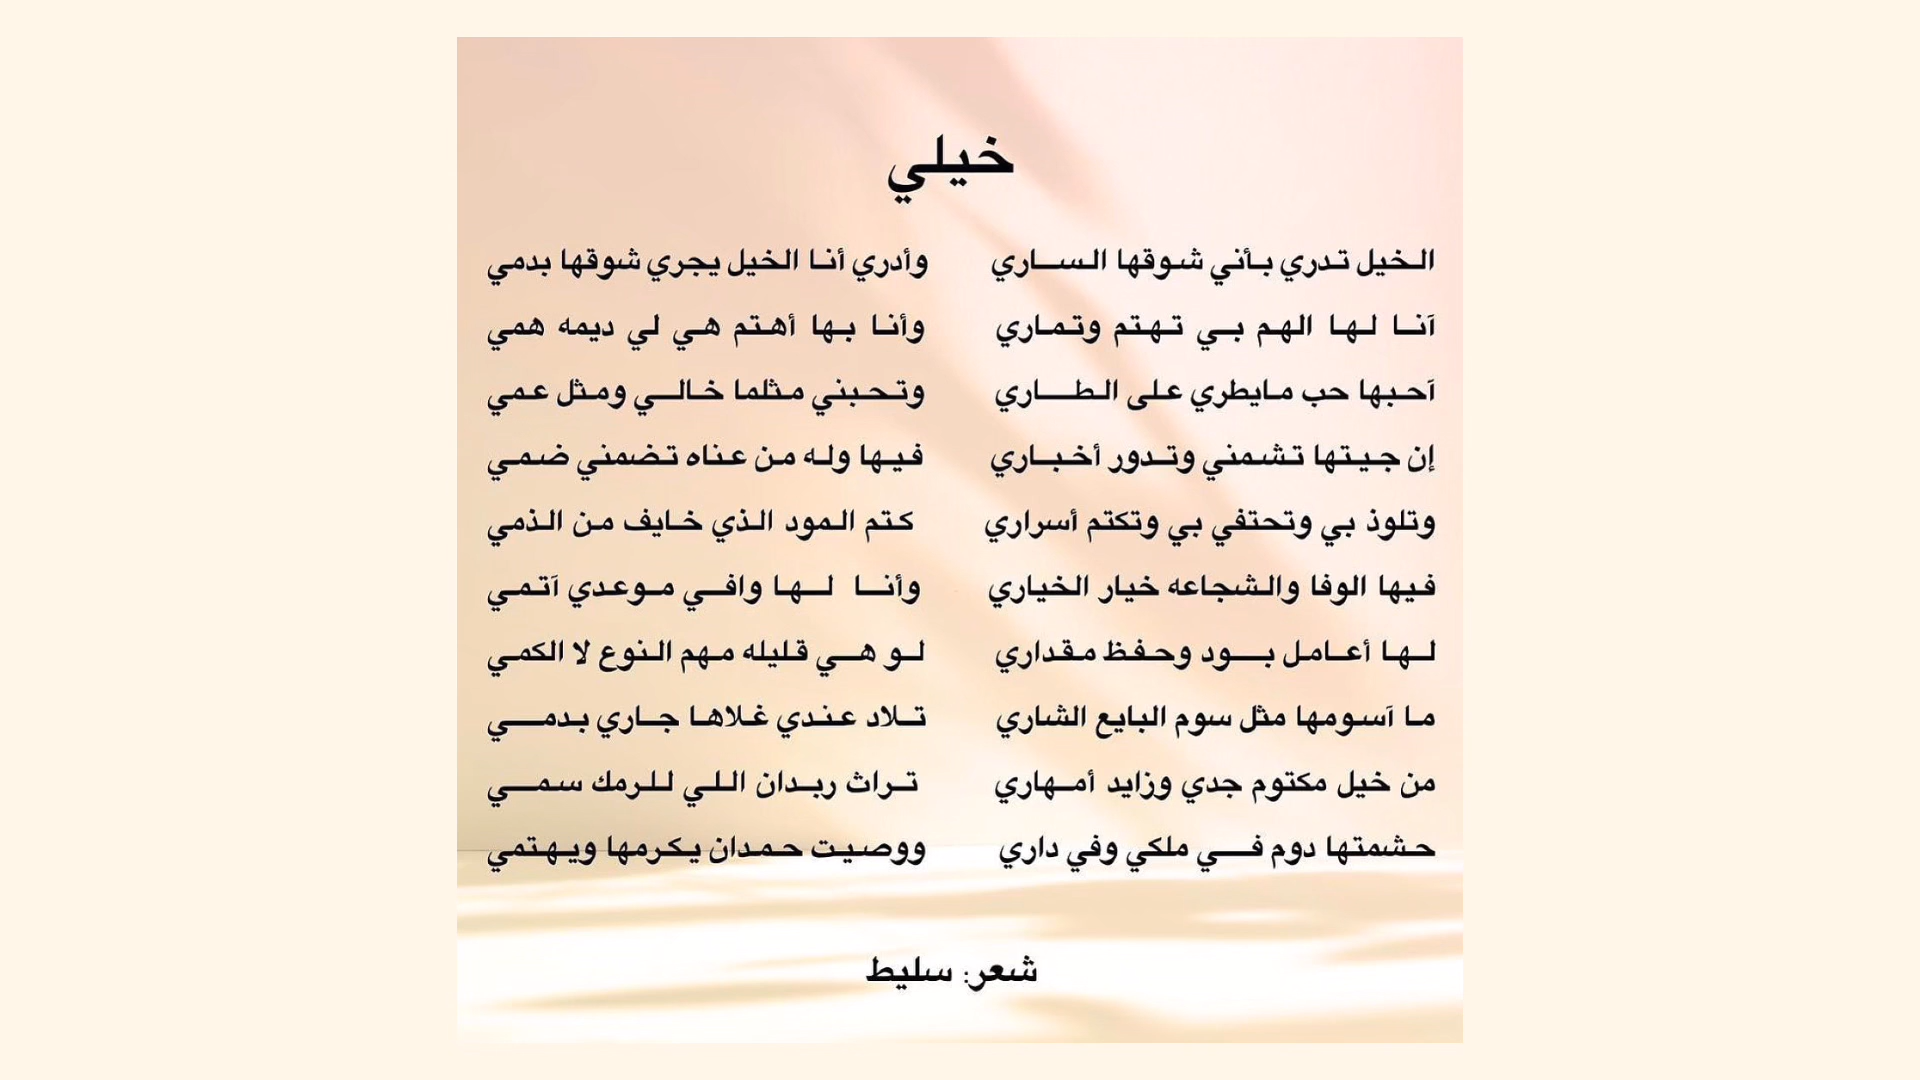 خيلي
الخيل تدري بأني شوقها الساري وأدري أنا الخيل يجري شوقها بدمي
آنا لها الهم بي تهتم وتماري وأنا بها أهتم هي لي ديمه همي
آحبها حب مايطري على الطاري وتحبني مثلما خالي ومثل عمي
إن جيتها تشمني وتدور أخباري فيها وله من عناه تضمني ضمي
وتلوذ بي وتحتفي بي وتكتم أسراري كتم المود الذي خايف من الذمي
فيها الوفا والشجاعه خيار الخياري وأنا لها وافي موعدي آتمي
لها أعامل بود وحفظ مقداري لو هي قليله مهم النوع لا الكمي
ما آسومها مثل سوم البايع الشاري تلاد عندي غلاها جاري بدمي
من خيل مكتوم جدي وزايد أمهاري تراث ربدان اللي للرمك سمي
حشمتها دوم في ملكي وفي داري ووصيت حمدان يكرمها ويهتمي
شعر: سليط